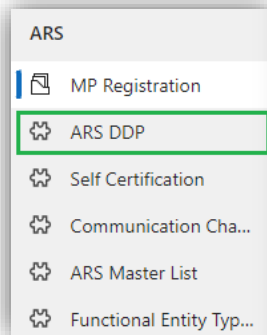 ARS
MP Registration
ARS DDP
Self Certification
Communication Cha...
ARS Master List
Functional Entity Typ...